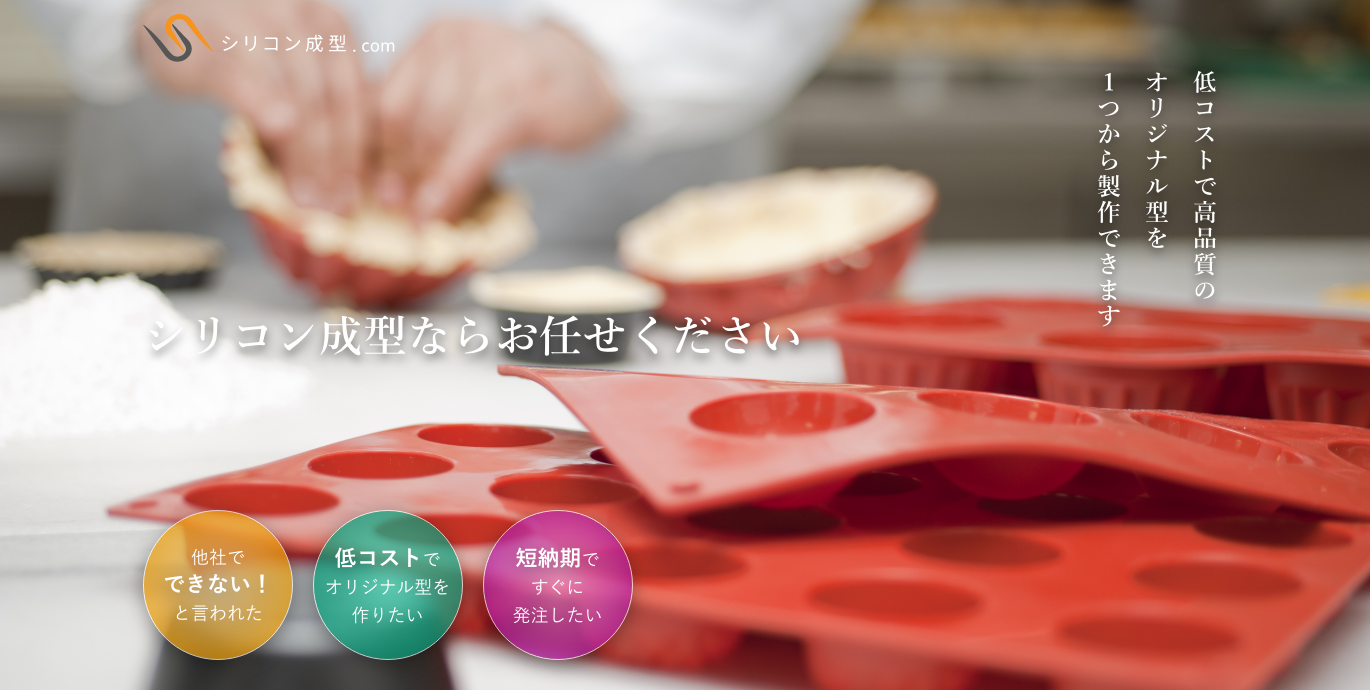 シリコン成型.com
低コストで高品質の
オリジナル型を
1つから製作できます
シリコン成型ならお任せください
他社で
できない！
と言われた
低コストで
オリジナル型を
作りたい
短納期で
すぐに
発注したい